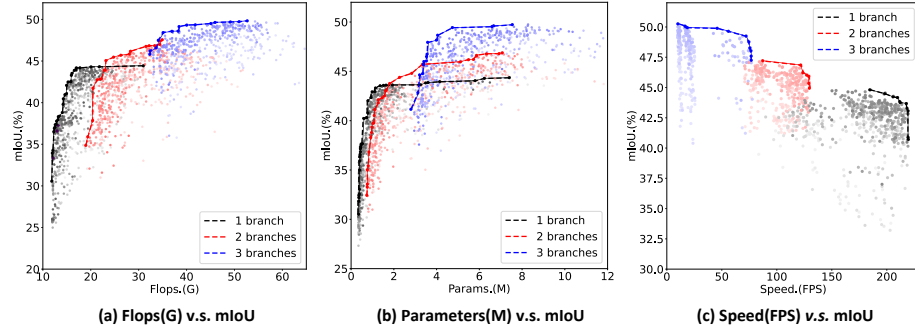 50
45
40
35
30
25
20
mIoU.(%)
10
20
30
40
50
60
Flops.(G)
1 branch
2 branches
3 branches
(a) Flops(G) v.s. mIoU
50
45
40
35
30
25
mIoU.(%)
0
2
4
6
8
10
12
Params.(M)
1 branch
2 branches
3 branches
(b) Parameters(M) v.s. mIoU
50.0
47.5
45.0
42.5
40.0
37.5
35.0
32.5
30.0
mIoU.(%)
0
50
100
150
200
Speed.(FPS)
1 branch
2 branches
3 branches
(c) Speed(FPS) v.s. mIoU